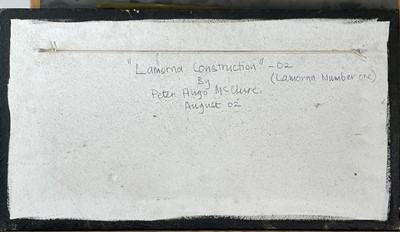 "Lamorna Construction" - 02
(Lamorna Number ONE)
By
Peter Hugo McClure.
August 02